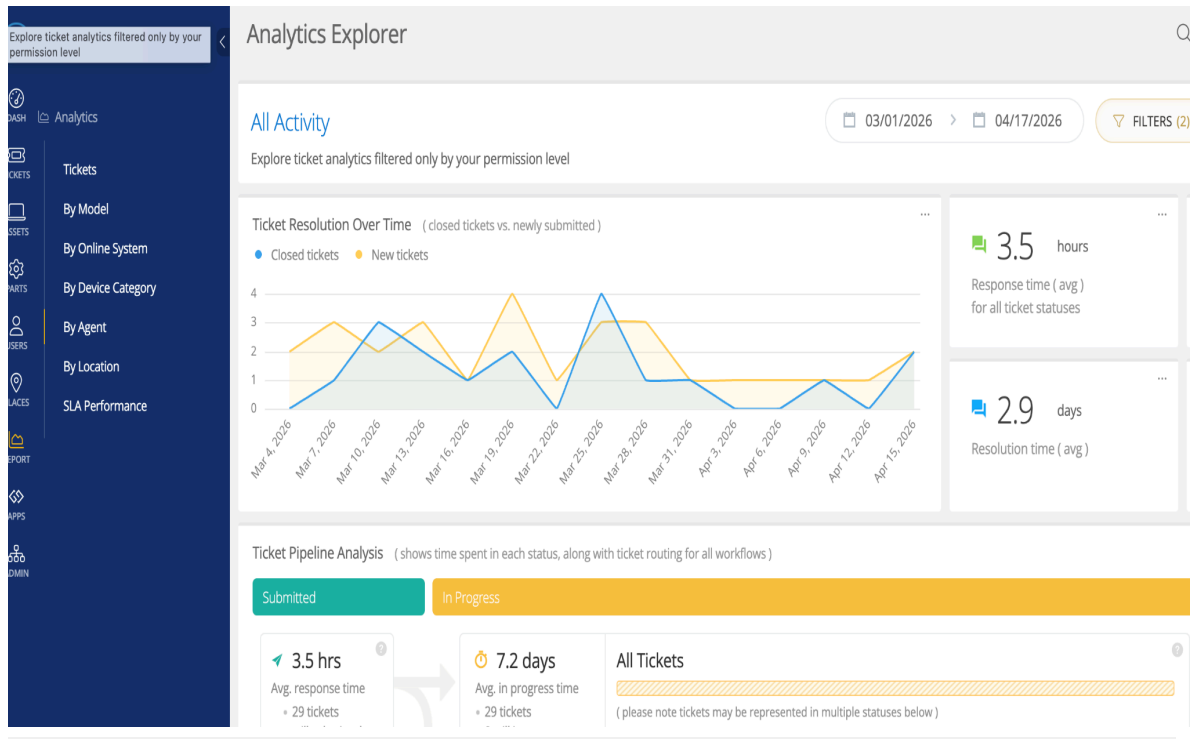 Explore ticket analytics filtered only by your
permission level
Analytics Explorer
DASH
Analytics
TICKETS
Tickets
By Model
ASSETS
By Online System
PARTS
By Device Category
USERS
By Agent
By Location
PLACES
SLA Performance
REPORT
APPS
ADMIN
All Activity
03/01/2026 > 04/17/2026
FILTERS (2)
Explore ticket analytics filtered only by your permission level
Ticket Resolution Over Time ( closed tickets vs. newly submitted )
...
Closed tickets New tickets
4
3
2
1
0
Mar 4, 2026
Mar 7, 2026
Mar 10, 2026
Mar 13, 2026
Mar 16, 2026
Mar 19, 2026
Mar 22, 2026
Mar 25, 2026
Mar 28, 2026
Mar 31, 2026
Apr 3, 2026
Apr 6, 2026
Apr 9, 2026
Apr 12, 2026
Apr 15, 2026
...
3.5 hours
Response time ( avg )
for all ticket statuses
...
2.9 days
Resolution time ( avg )
Ticket Pipeline Analysis ( shows time spent in each status, along with ticket routing for all workflows )
Submitted
In Progress
3.5 hrs ?
Avg. response time
• 29 tickets
7.2 days
Avg. in progress time
• 29 tickets
All Tickets ?
( please note tickets may be represented in multiple statuses below )